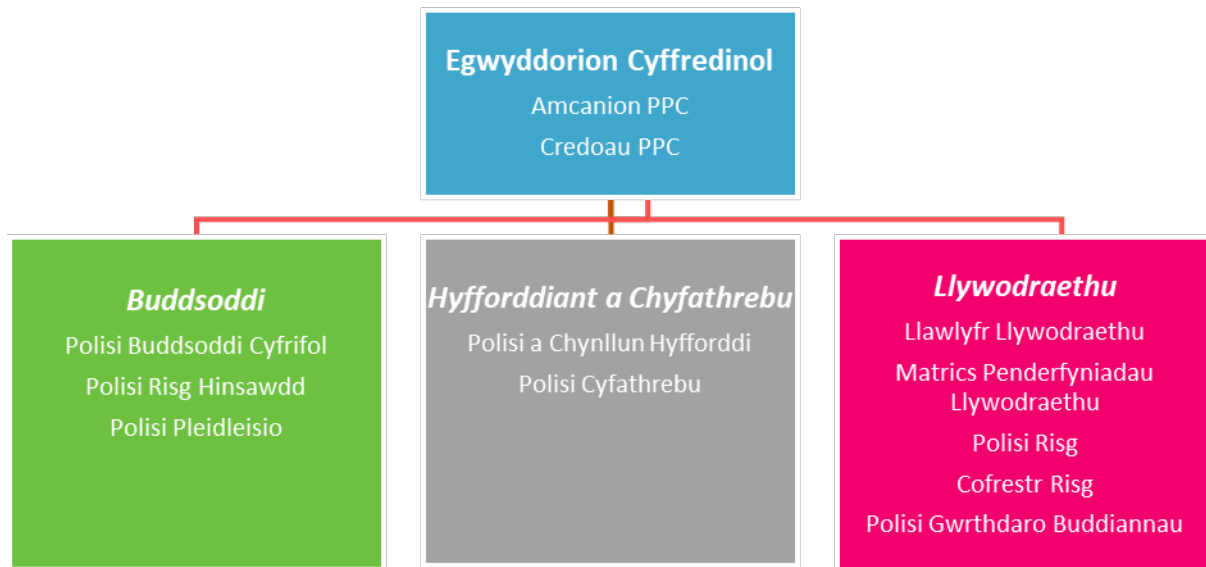 Egwyddorion Cyffredinol
Amcanion PPC
Credoau PPC
Buddsoddi
Polisi Buddsoddi Cyfrifol
Polisi Risg Hinsawdd
Polisi Pleidleisio
Hyfforddiant a Chyfathrebu
Polisi a Chynllun Hyfforddi
Polisi Cyfathrebu
Llywodraethu
Llawlyfr Llywodraethu
Matrics Penderfyniadau
Llywodraethu
Polisi Risg
Cofrestr Risg
Polisi Gwrthdaro Buddiannau